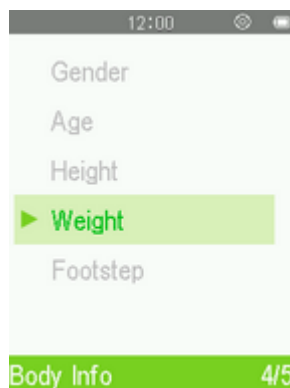 12:00
Gender
Age
Height
Weight
Footstep
Body Info 4/5